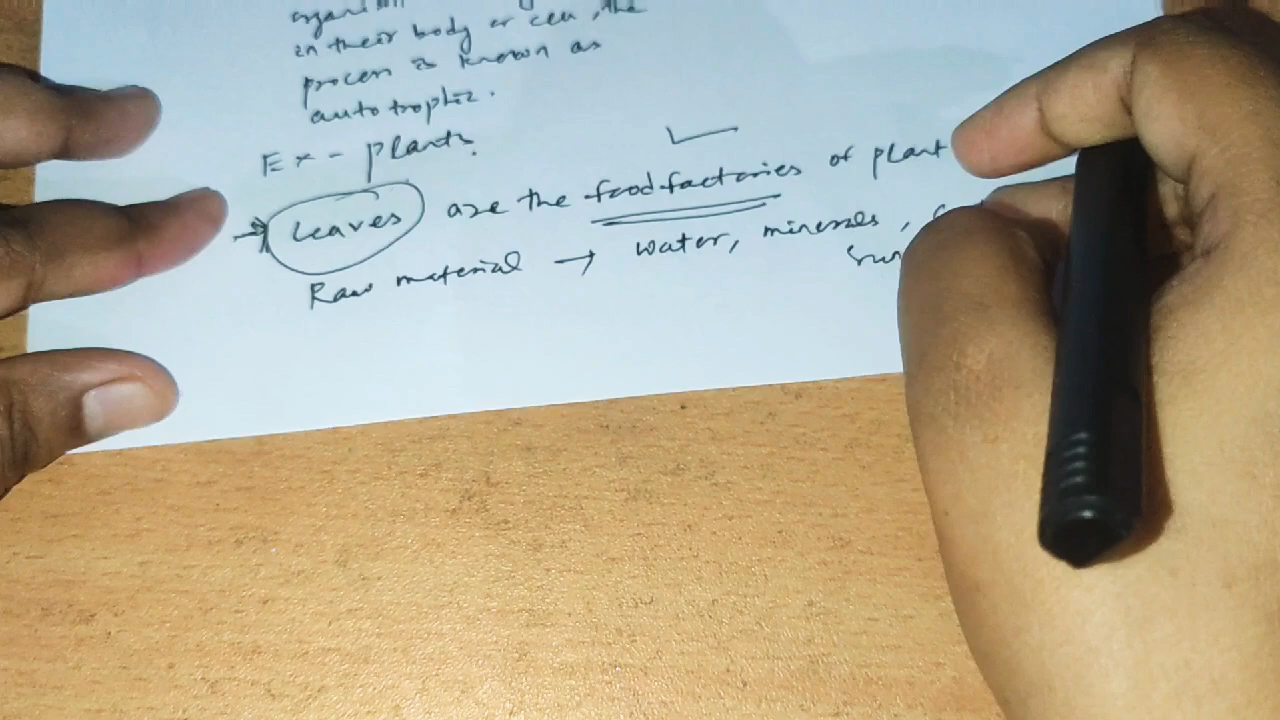 in their body or cell, the
process is known as
autotrophic.
Ex - plants.
→ Leaves are the food factories of plant
Raw material → water, minerals,